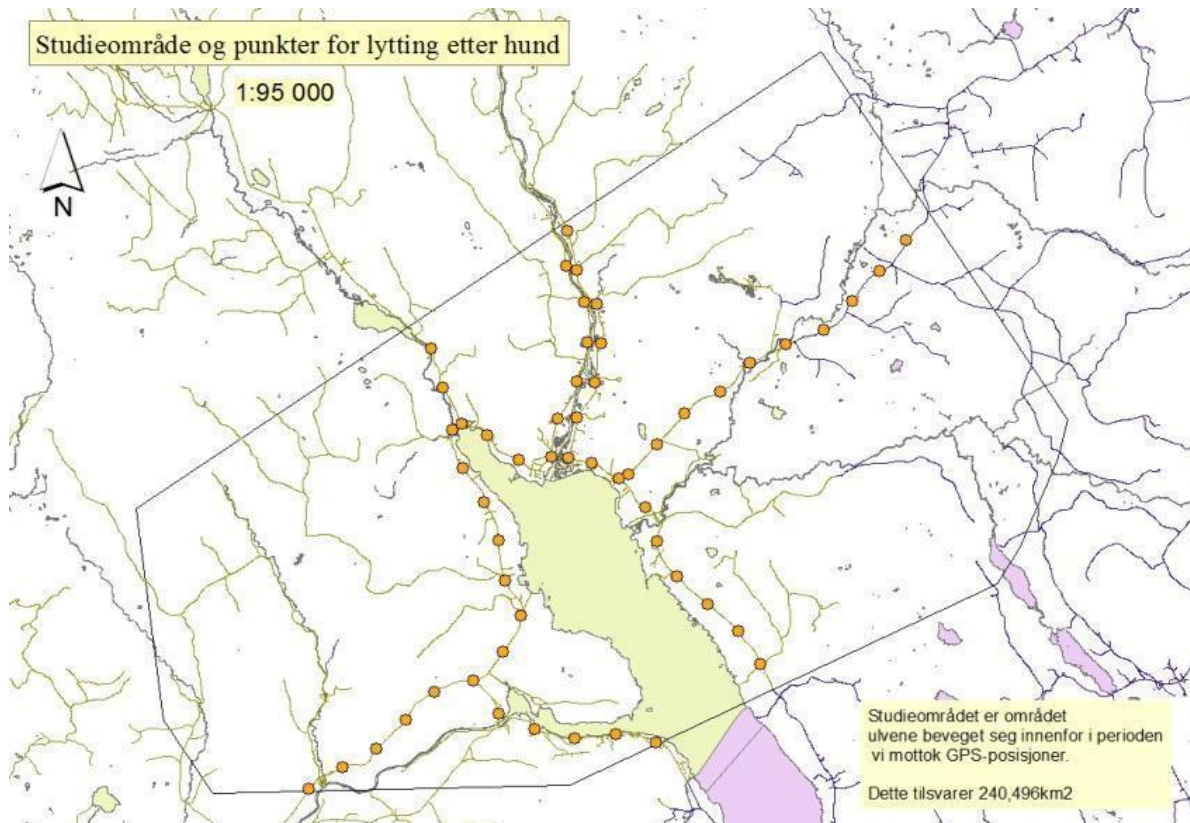 Studieområde og punkter for lytting etter hund
1:95 000
N
Studieområdet er området
ulvene beveget seg innenfor i perioden
vi mottok GPS-posisjoner.
Dette tilsvarer 240,496km2